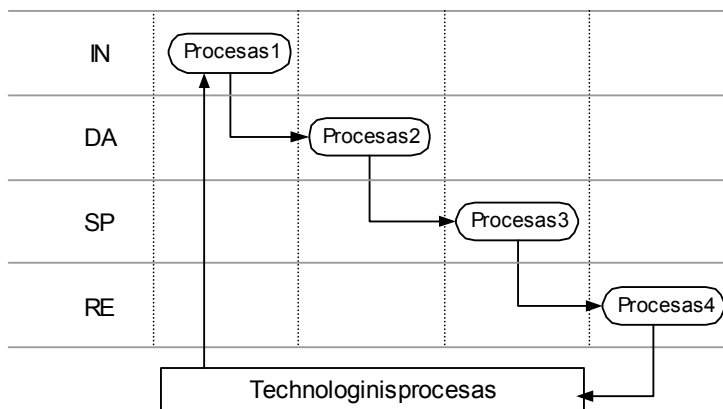 IN
Procesas1
DA
Procesas2
SP
Procesas3
RE
Procesas4
Technologinisprocesas